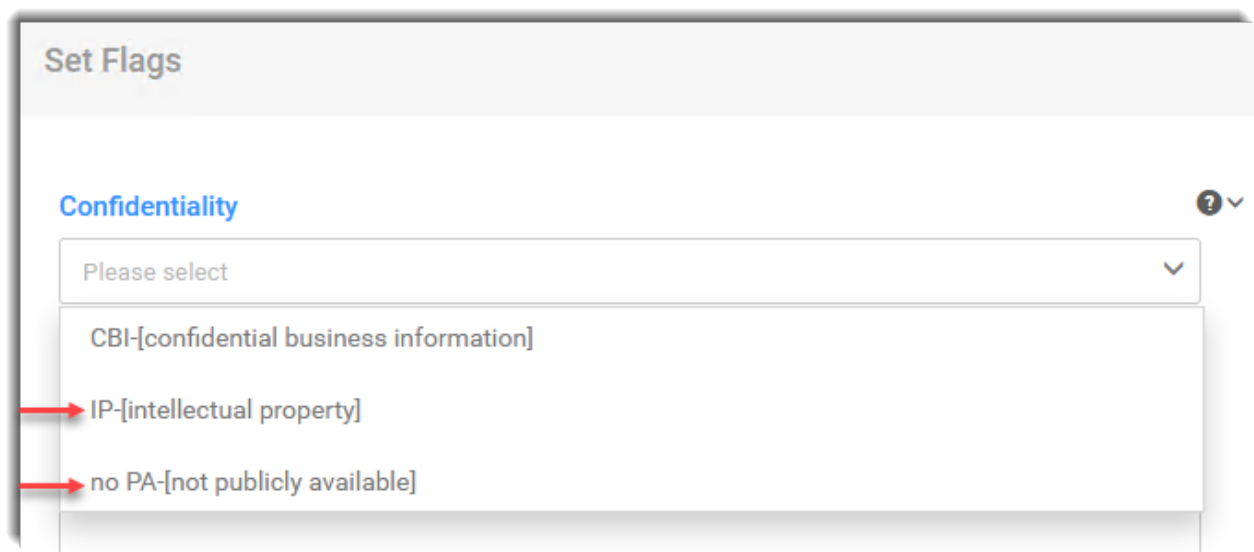 Set Flags
Confidentiality
Please select
CBI-[confidential business information]
IP-[intellectual property]
no PA-[not publicly available]